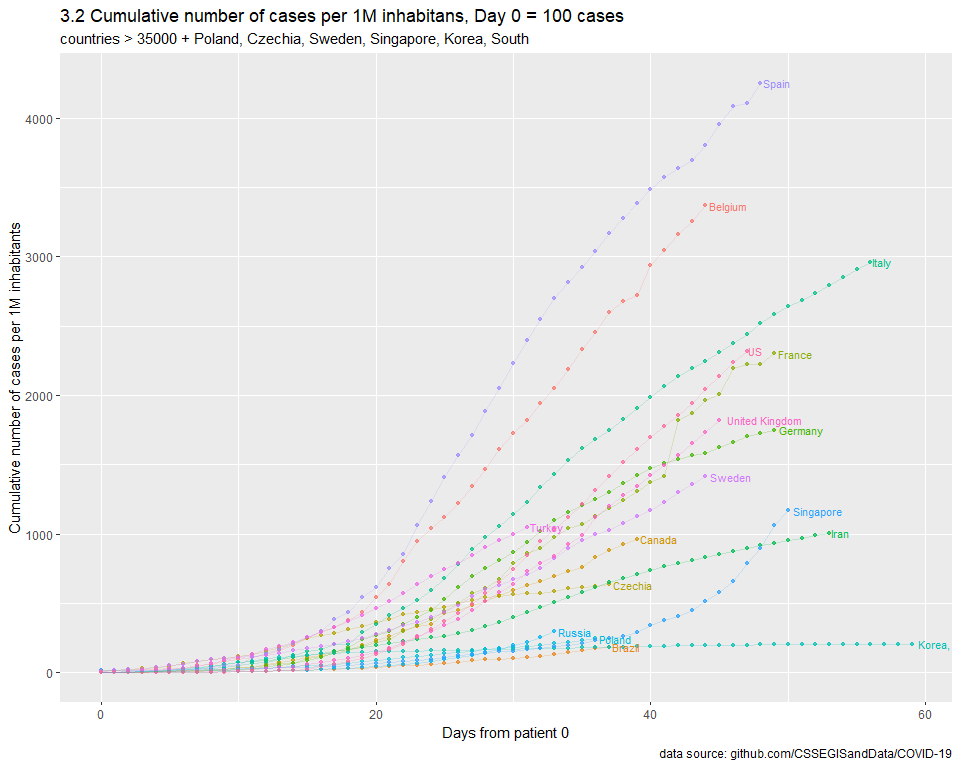 3.2 Cumulative number of cases per 1M inhabitans, Day 0 = 100 cases
countries > 35000 + Poland, Czechia, Sweden, Singapore, Korea, South
Cumulative number of cases per 1M inhabitants
4000
3000
2000
1000
0
Spain
Belgium
Italy
US
France
United Kingdom
Germany
Sweden
Singapore
Turkey
Iran
Canada
Czechia
Russia
Poland
Brazil
Korea,
0
20
40
60
Days from patient 0
data source: github.com/CSSEGISandData/COVID-19